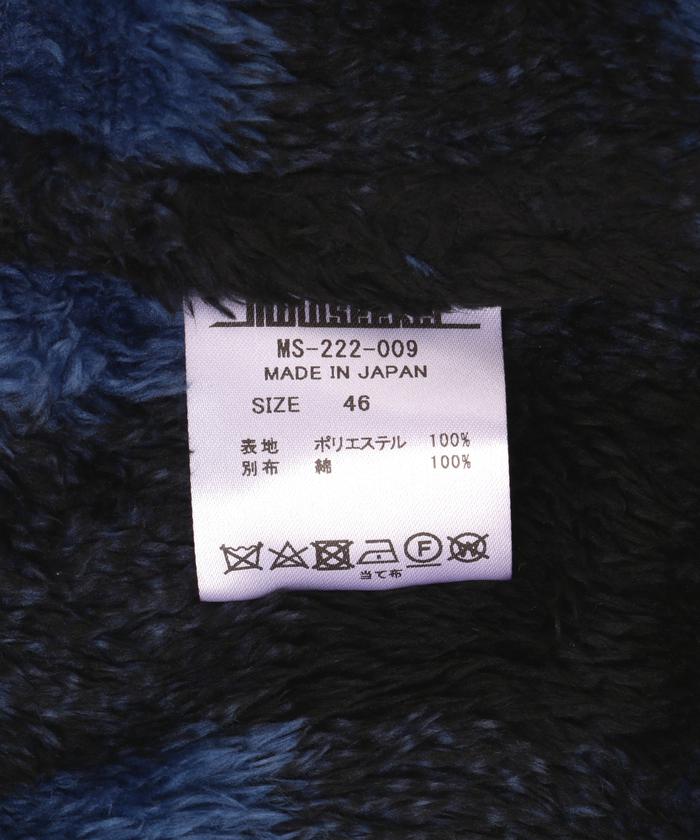 MS-222-009
MADE IN JAPAN
SIZE 46
表地 ポリエステル 100%
別布 綿 100%
F W
当て布